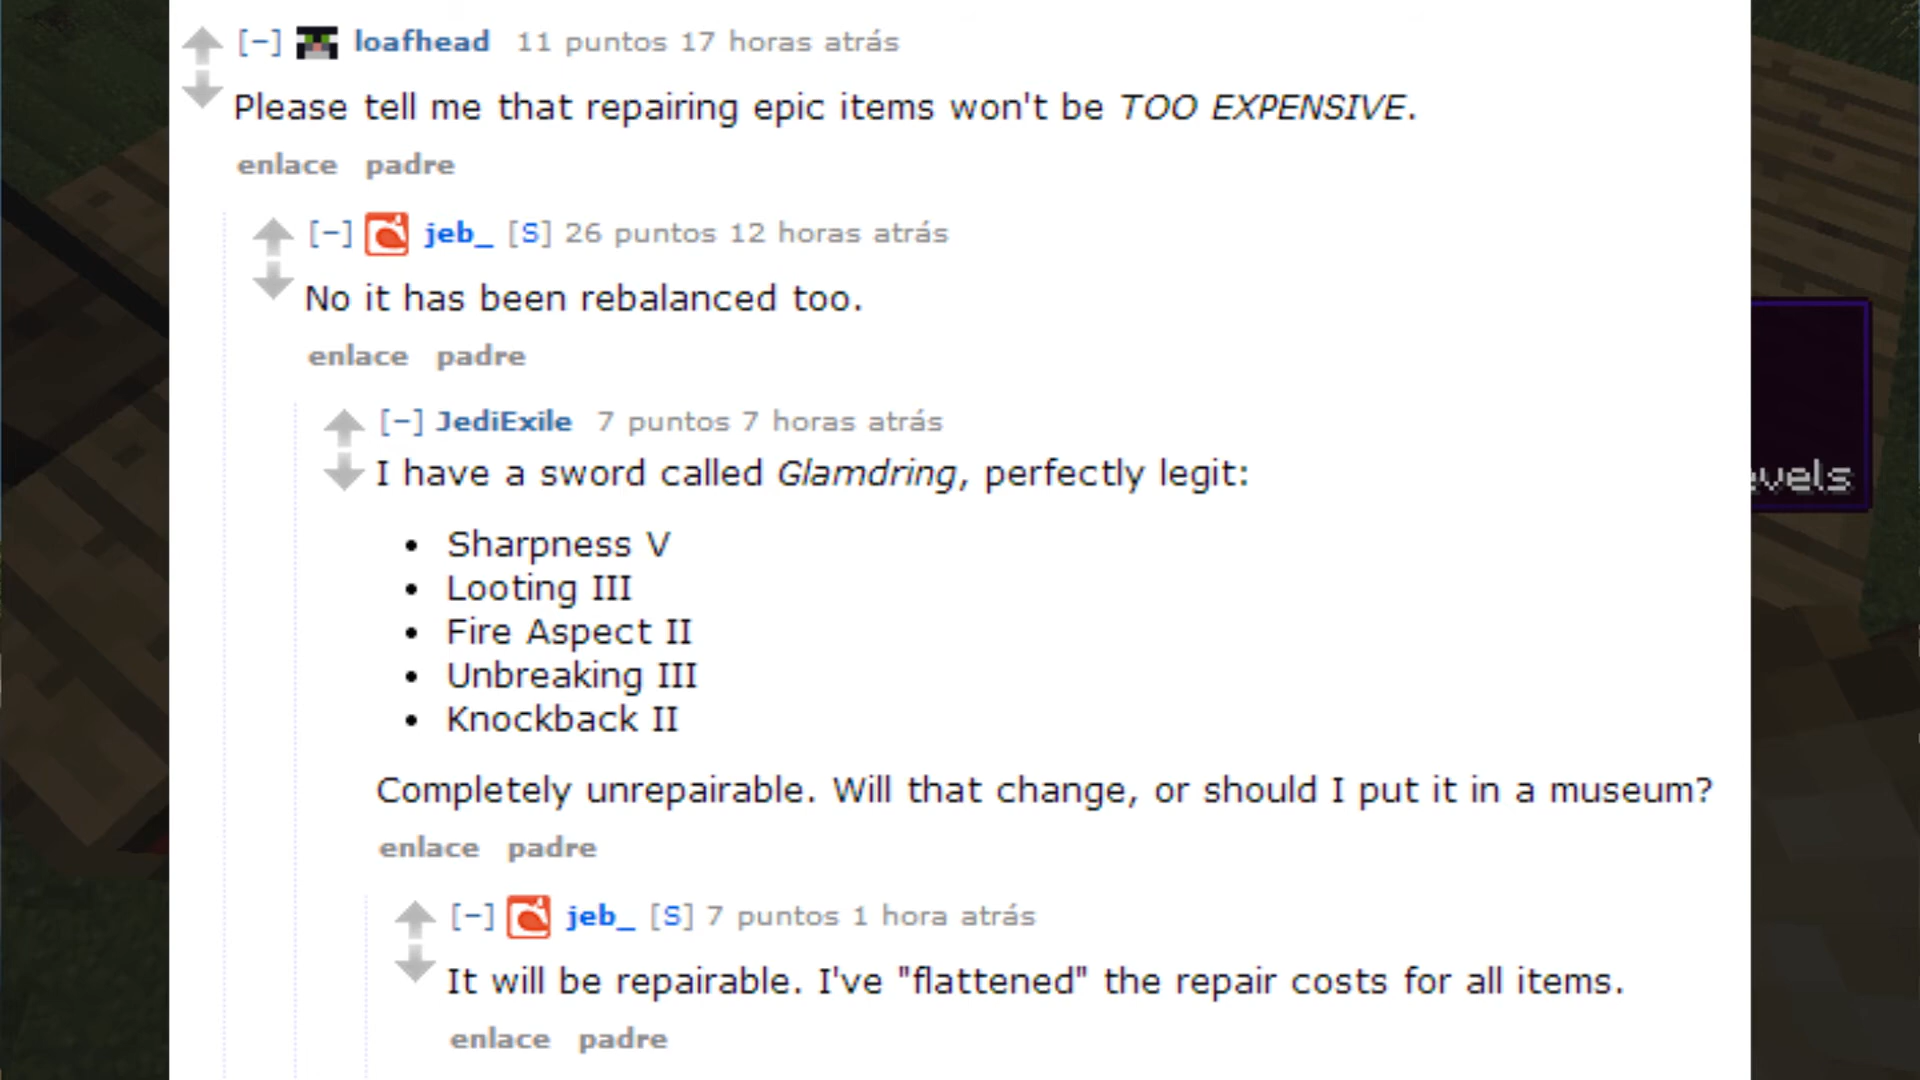 [−] loafhead 11 puntos 17 horas atrás
Please tell me that repairing epic items won't be TOO EXPENSIVE.
enlace padre
[−] jeb_ [S] 26 puntos 12 horas atrás
No it has been rebalanced too.
enlace padre
[−] JediExile 7 puntos 7 horas atrás
I have a sword called Glamdring, perfectly legit:
• Sharpness V
• Looting III
• Fire Aspect II
• Unbreaking III
• Knockback II
Completely unrepairable. Will that change, or should I put it in a museum?
enlace padre
[−] jeb_ [S] 7 puntos 1 hora atrás
It will be repairable. I've "flattened" the repair costs for all items.
enlace padre